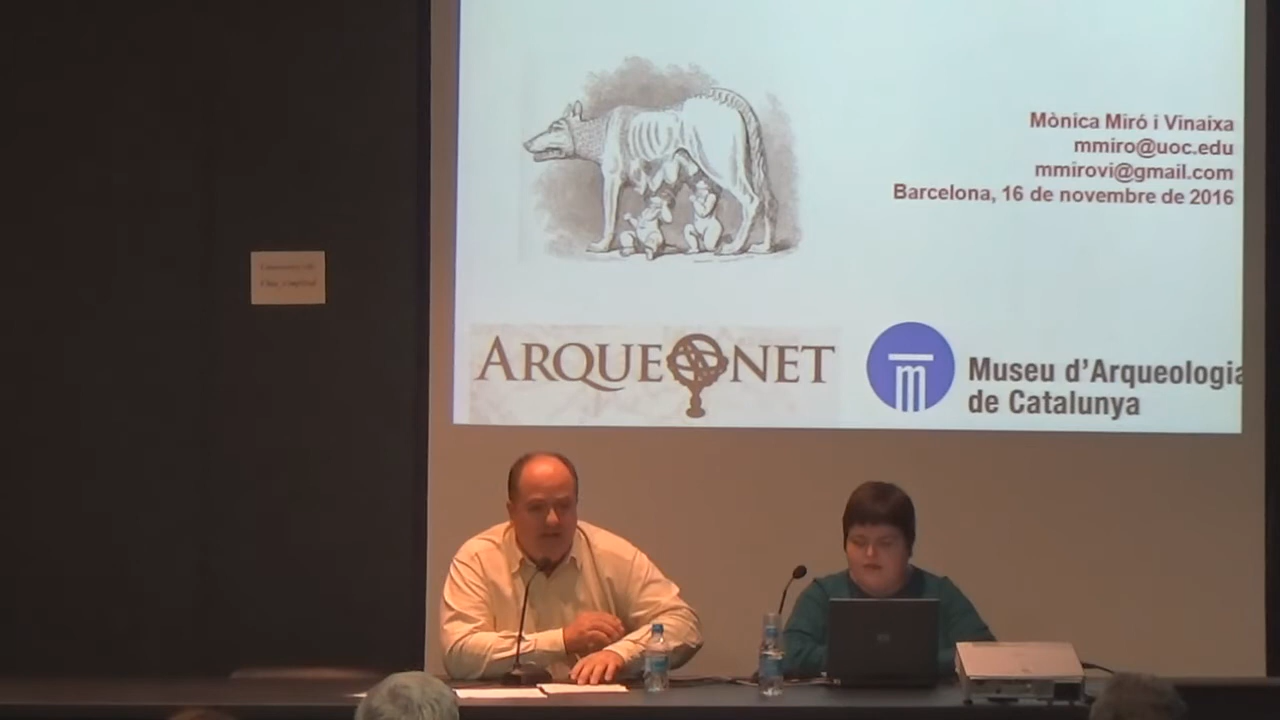 Mònica Miró i Vinaixa
mmiro@uoc.edu
mmirovi@gmail.com
Barcelona, 16 de novembre de 2016
ARQUEONET
Museu d'Arqueologia
de Catalunya